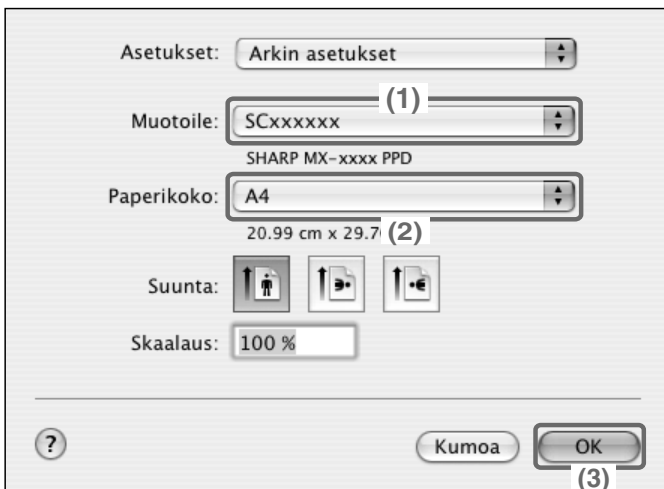 Asetukset: Arkin asetukset
(1)
Muotoile: SCxxxxxx
SHARP MX-xxxx PPD
Paperikoko: A4
20.99 cm x 29.7 (2)
Suunta:
Skaalaus: 100 %
? Kumoa OK
(3)